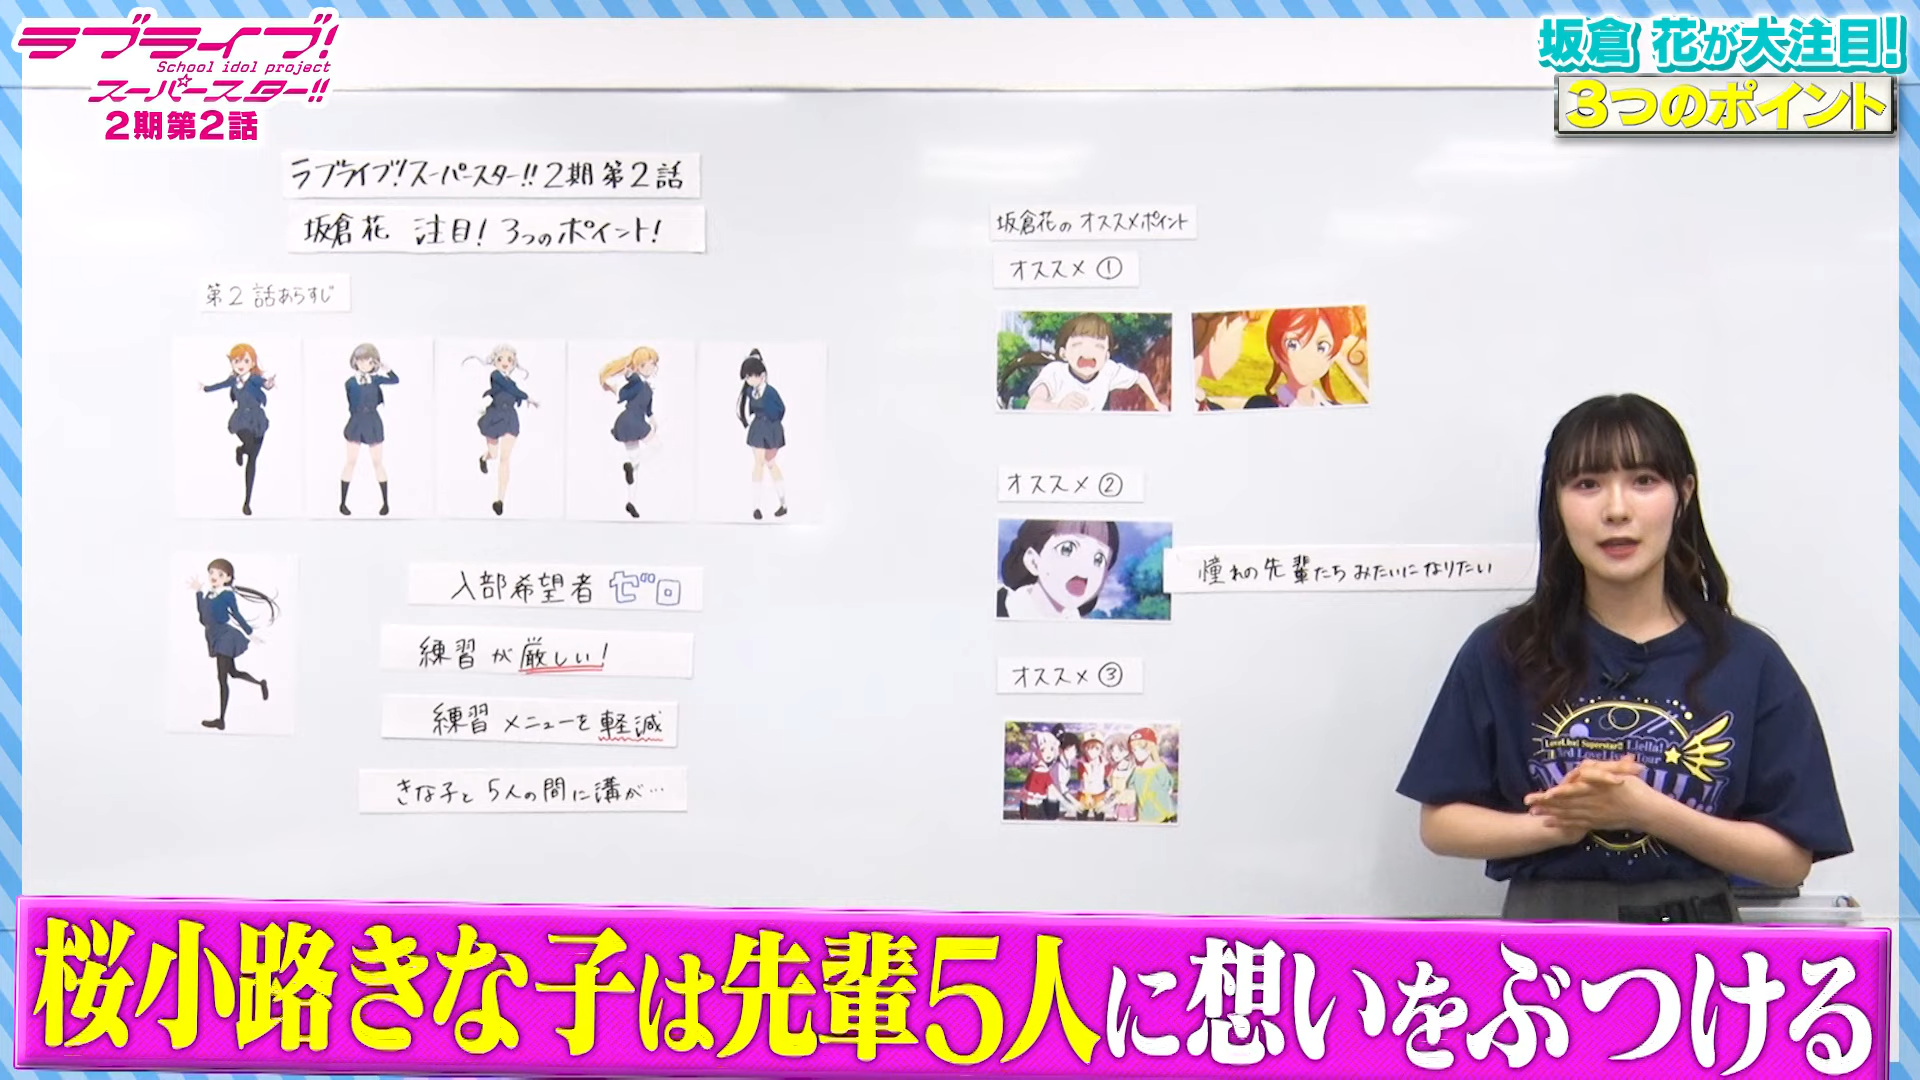 ラブライブ!
School idol project
スーパースター!!
2期第2話
坂倉 花が大注目!
3つのポイント
ラブライブ!スーパースター!!2期第2話
坂倉花 注目! 3つのポイント!
第2話あらすじ
入部希望者 ゼロ
練習が厳しい!
練習メニューを軽減
きな子と5人の間に溝が…
坂倉花のオススメポイント
オススメ①
オススメ②
憧れの先輩たちみたいになりたい
オススメ③
LoveLive! Superstar!! Liella!
桜小路きな子は先輩5人に想いをぶつける